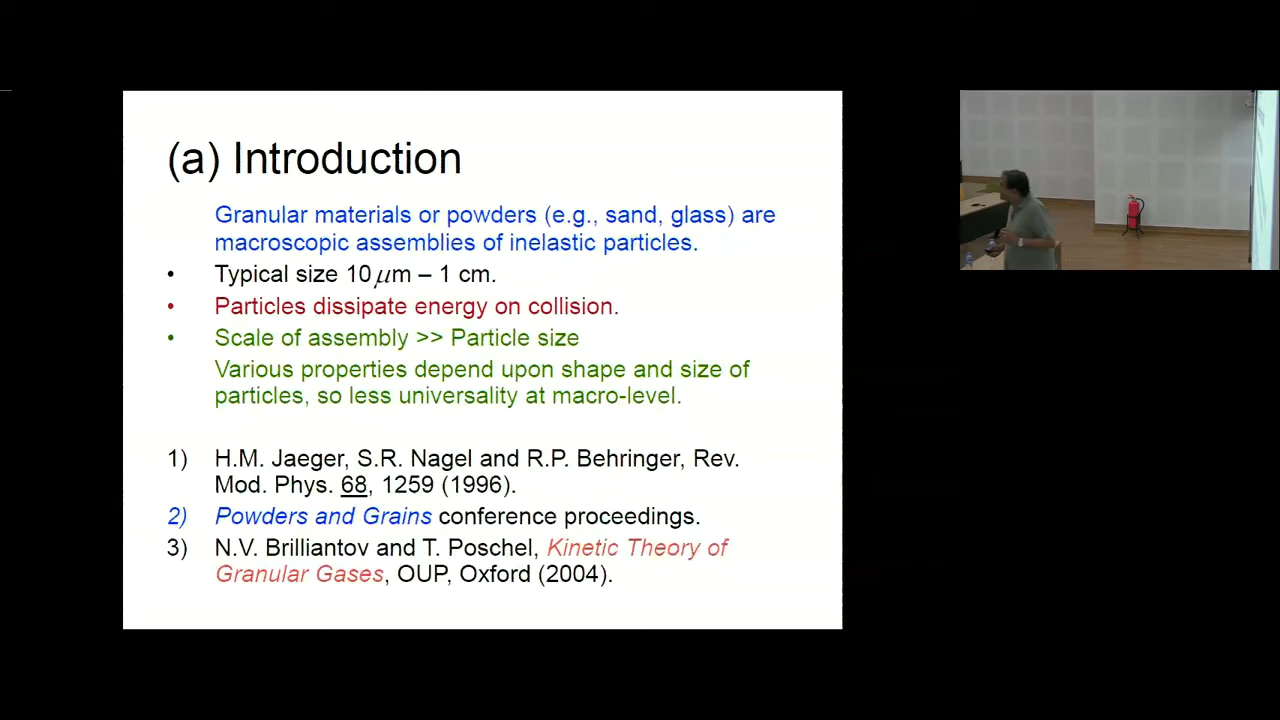 (a) Introduction
Granular materials or powders (e.g., sand, glass) are
macroscopic assemblies of inelastic particles.
• Typical size 10 μm – 1 cm.
• Particles dissipate energy on collision.
• Scale of assembly >> Particle size
Various properties depend upon shape and size of
particles, so less universality at macro-level.
1) H.M. Jaeger, S.R. Nagel and R.P. Behringer, Rev.
Mod. Phys. 68, 1259 (1996).
2) Powders and Grains conference proceedings.
3) N.V. Brilliantov and T. Poschel, Kinetic Theory of
Granular Gases, OUP, Oxford (2004).